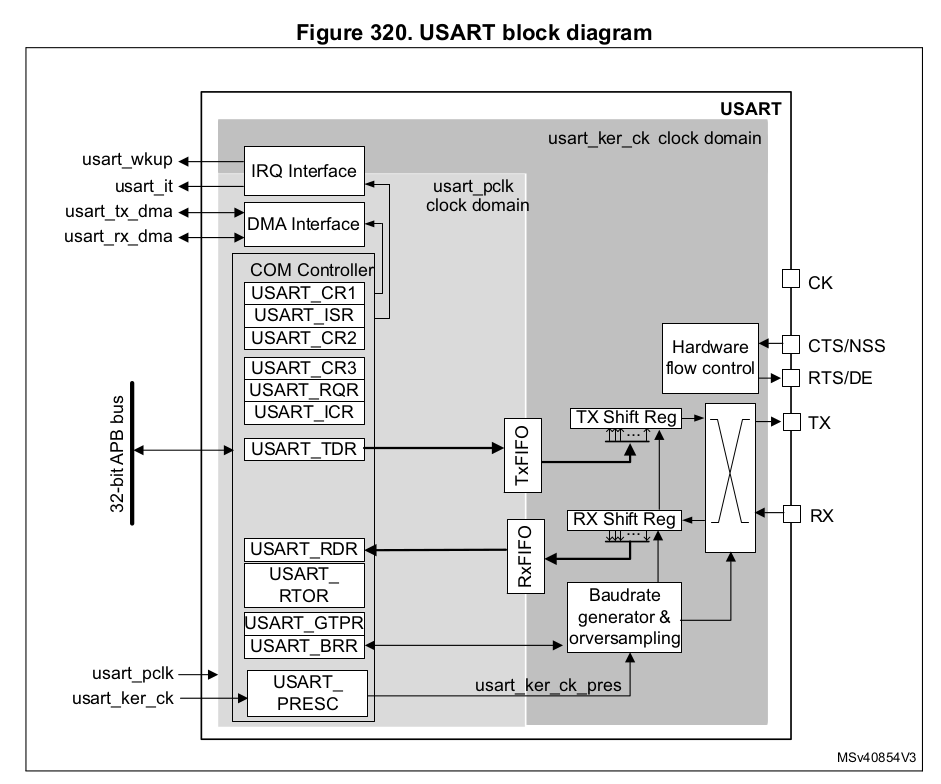 Figure 320. USART block diagram
USART
usart_ker_ck clock domain
usart_wkup
usart_it
usart_tx_dma
usart_rx_dma
IRQ Interface
DMA Interface
usart_pclk
clock domain
COM Controller
USART_CR1
USART_ISR
USART_CR2
USART_CR3
USART_RQR
USART_ICR
USART_TDR
32-bit APB bus
TxFIFO
TX Shift Reg
...
Hardware
flow control
CK
CTS/NSS
RTS/DE
TX
RX
RX Shift Reg
...
RxFIFO
USART_RDR
USART_
RTOR
USART_GTPR
USART_BRR
Baudrate
generator &
orversampling
usart_pclk
usart_ker_ck
USART_
PRESC
usart_ker_ck_pres
MSv40854V3